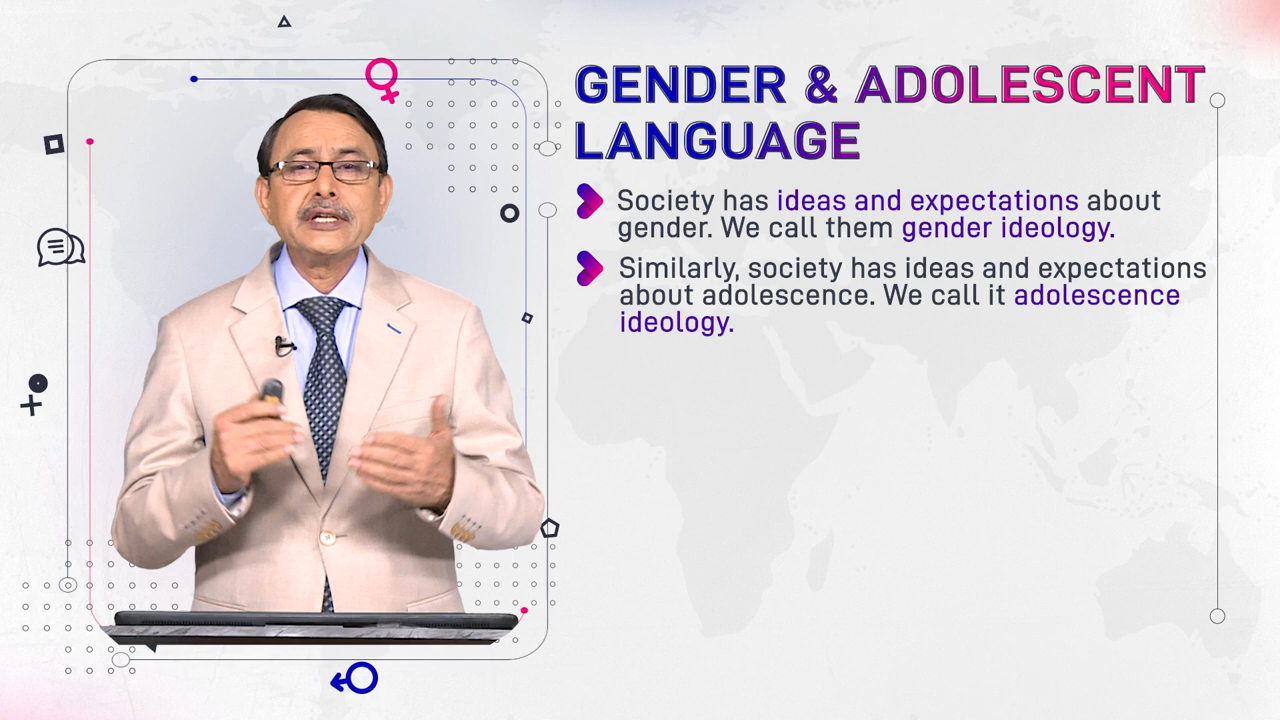 GENDER & ADOLESCENT
LANGUAGE
Society has ideas and expectations about
gender. We call them gender ideology.
Similarly, society has ideas and expectations
about adolescence. We call it adolescence
ideology.